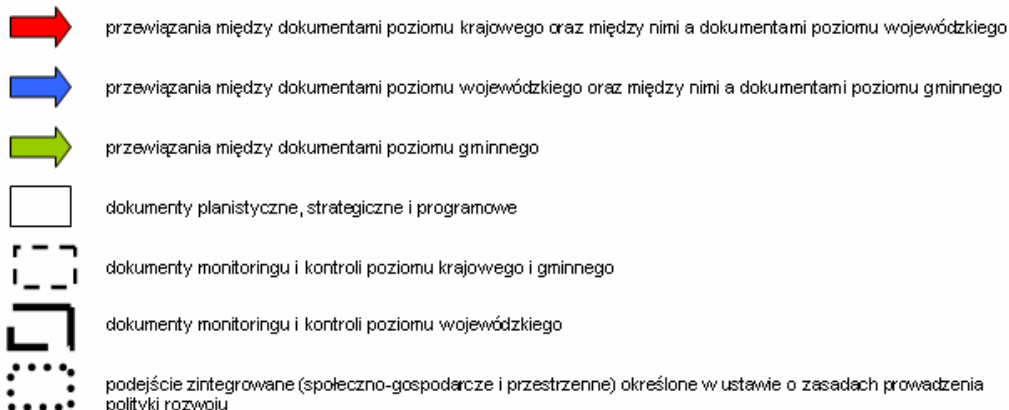 przewiązania między dokumentami poziomu krajowego oraz między nimi a dokumentami poziomu wojewódzkiego
przewiązania między dokumentami poziomu wojewódzkiego oraz między nimi a dokumentami poziomu gminnego
przewiązania między dokumentami poziomu gminnego
dokumenty planistyczne, strategiczne i programowe
dokumenty monitoringu i kontroli poziomu krajowego i gminnego
dokumenty monitoringu i kontroli poziomu wojewódzkiego
podejście zintegrowane (społeczno-gospodarcze i przestrzenne) określone w ustawie o zasadach prowadzenia
polityki rozwoju